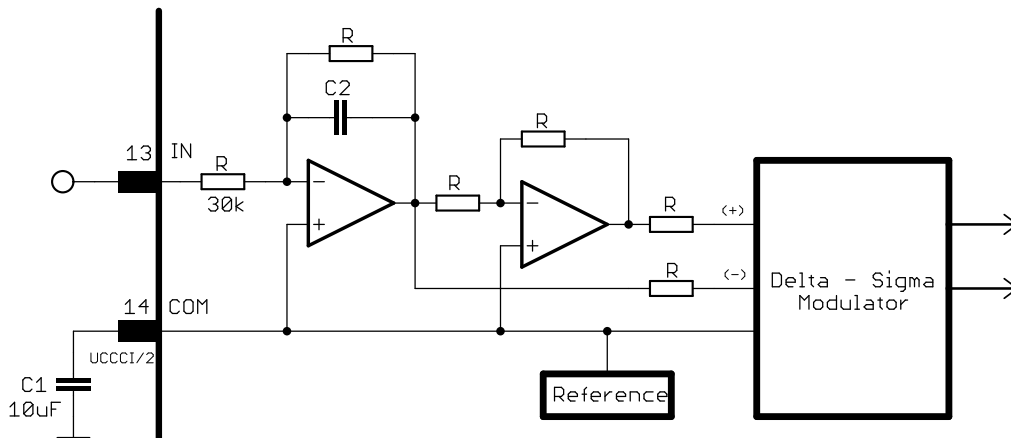 R
C2
13 IN
R
30k
R
R
R (+)
R (-)
Delta - Sigma
Modulator
14 COM
UCCCI/2
C1
10uF
Reference
- +
- +